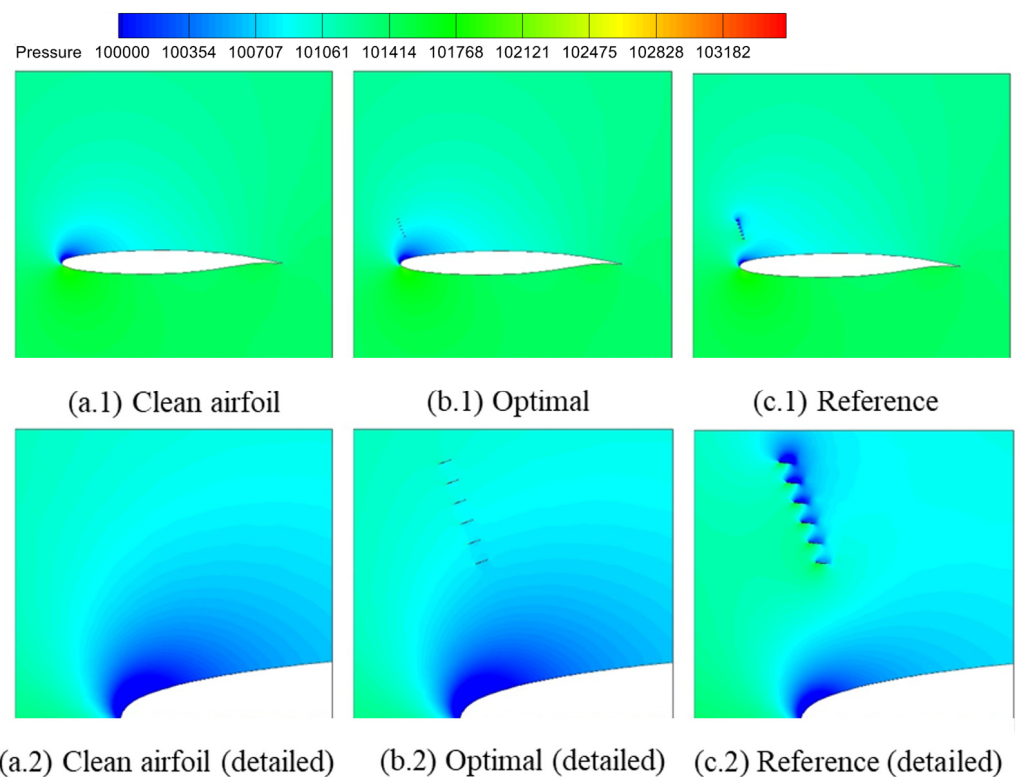 Pressure 100000 100354 100707 101061 101414 101768 102121 102475 102828 103182
(a.1) Clean airfoil (b.1) Optimal (c.1) Reference
(a.2) Clean airfoil (detailed) (b.2) Optimal (detailed) (c.2) Reference (detailed)